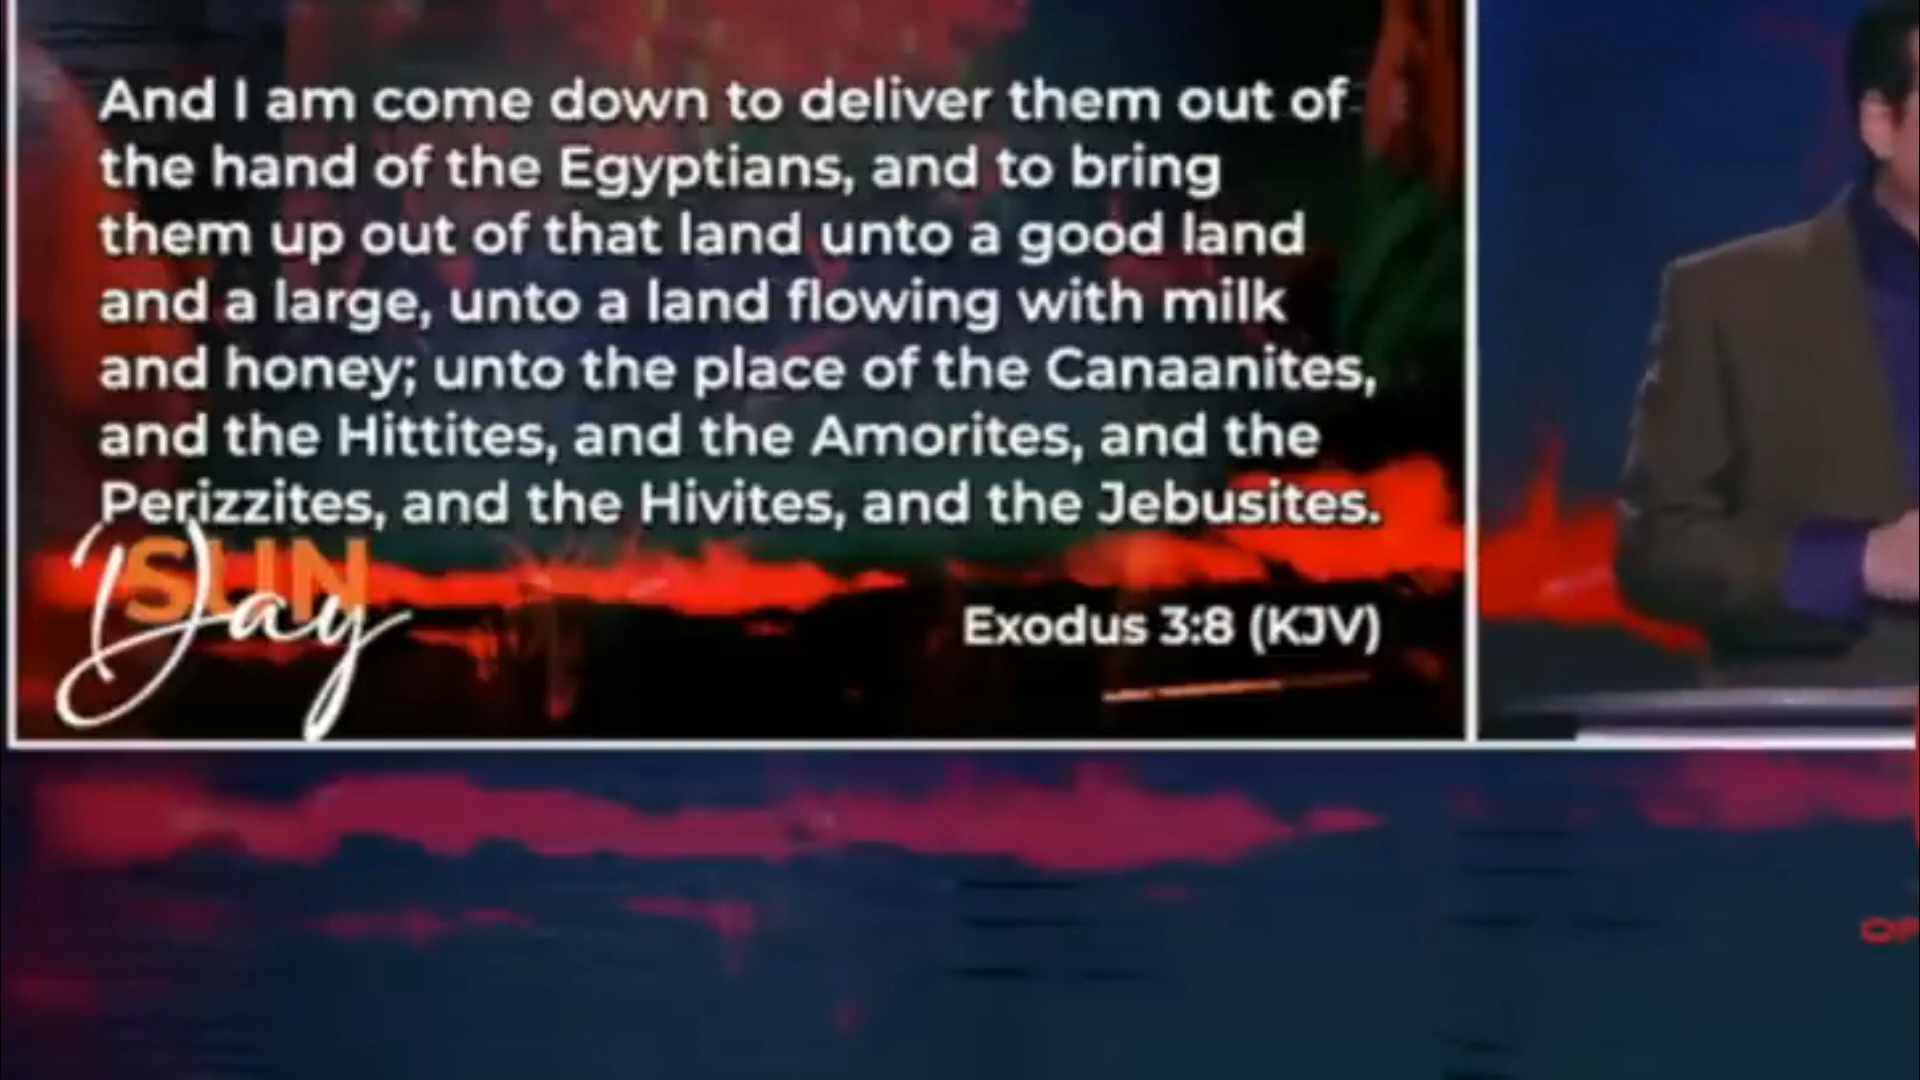 And I am come down to deliver them out of
the hand of the Egyptians, and to bring
them up out of that land unto a good land
and a large, unto a land flowing with milk
and honey; unto the place of the Canaanites,
and the Hittites, and the Amorites, and the
Perizzites, and the Hivites, and the Jebusites.
SUN
Day
Exodus 3:8 (KJV)